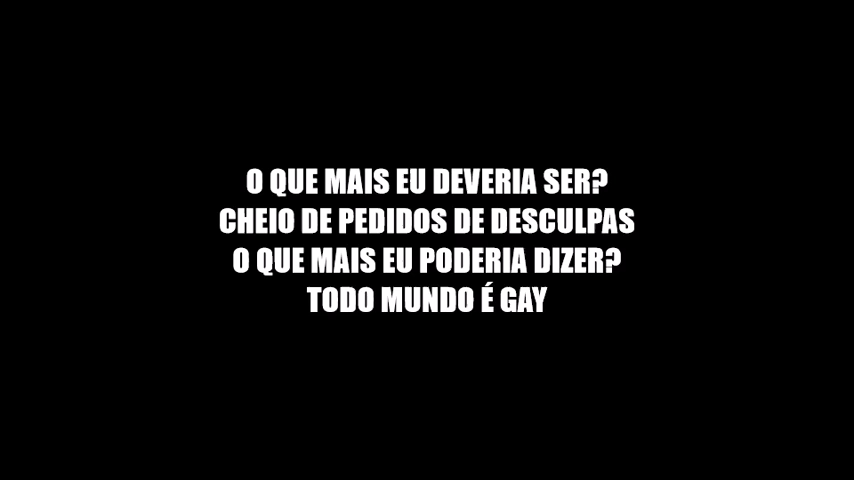 O QUE MAIS EU DEVERIA SER?
CHEIO DE PEDIDOS DE DESCULPAS
O QUE MAIS EU PODERIA DIZER?
TODO MUNDO É GAY